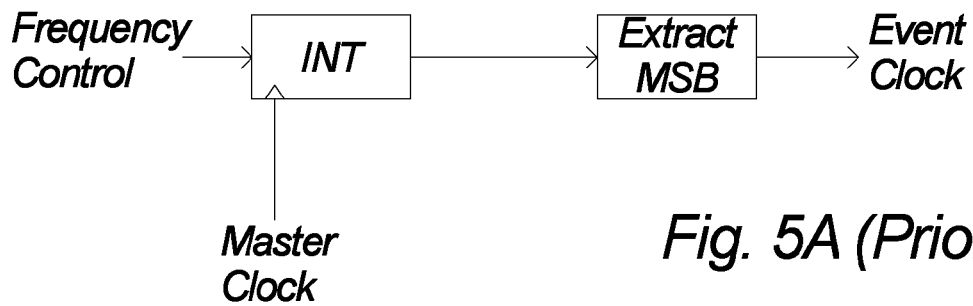 Frequency
Control
INT
Extract
MSB
Event
Clock
Master
Clock
Fig. 5A (Prio